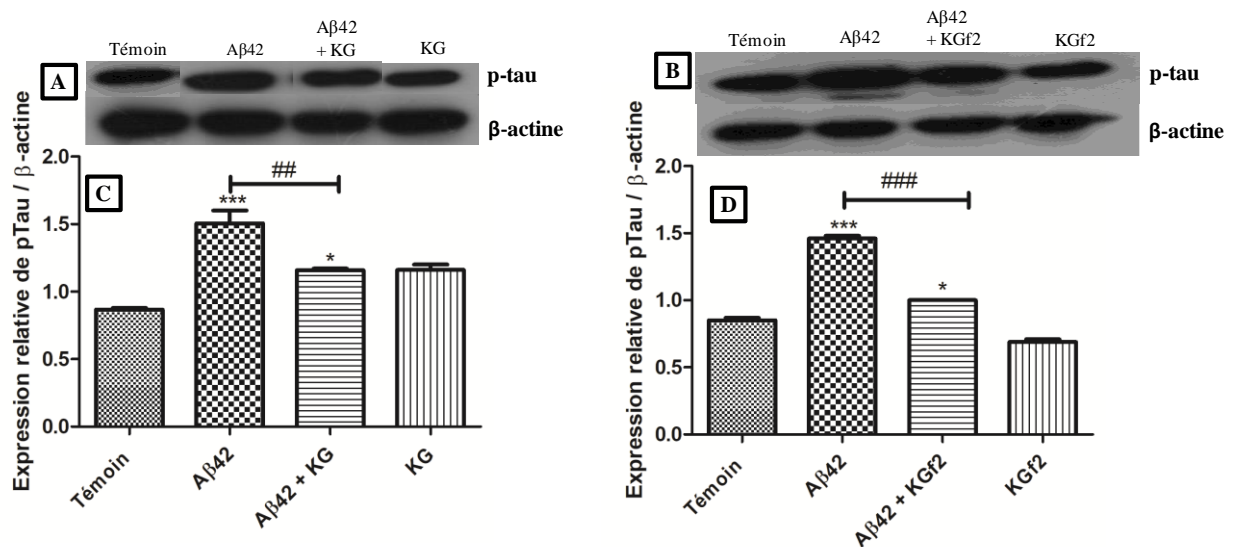 Témoin
Aβ42
Aβ42
+ KG
KG
A
p-tau
β-actine
Expression relative de pTau / β-actine
2.0
1.5
1.0
0.5
0.0
C
##
***
*
Témoin
Aβ42
Aβ42 + KG
KG
Témoin
Aβ42
Aβ42
+ KGf2
KGf2
B
p-tau
β-actine
Expression relative de pTau / β-actine
2.0
1.5
1.0
0.5
0.0
D
###
***
*
Témoin
Aβ42
Aβ42 + KGf2
KGf2